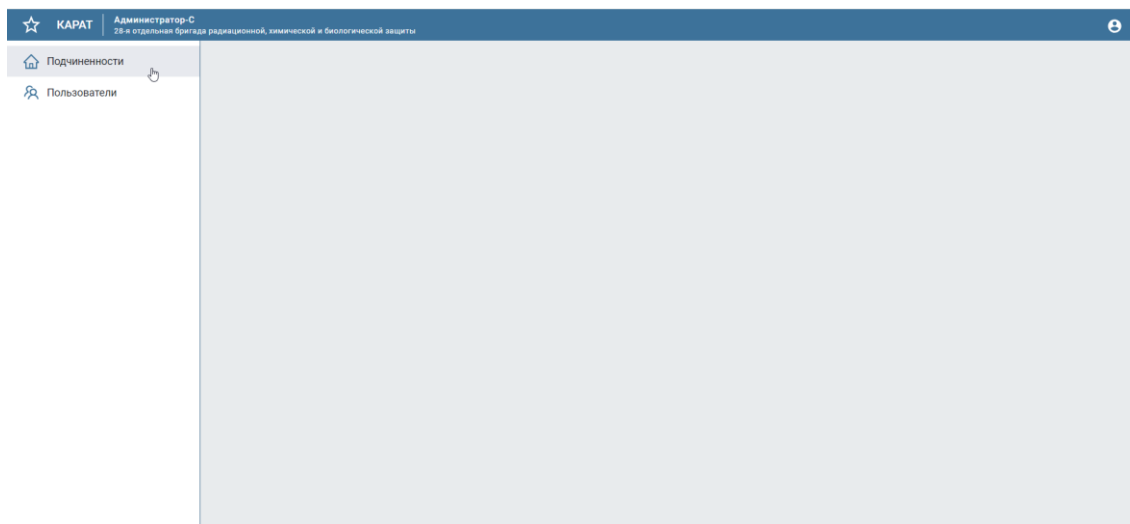 КАРАТ
Администратор-С
28-я отдельная бригада радиационной, химической и биологической защиты
Подчиненности
Пользователи